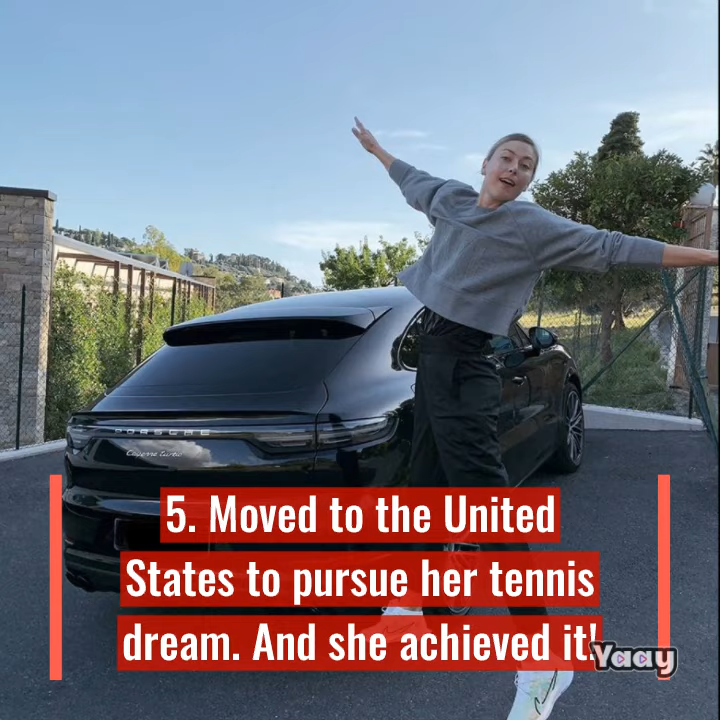 PORSCHE
Cayenne turbo
5. Moved to the United
States to pursue her tennis
dream. And she achieved it!
Yaay